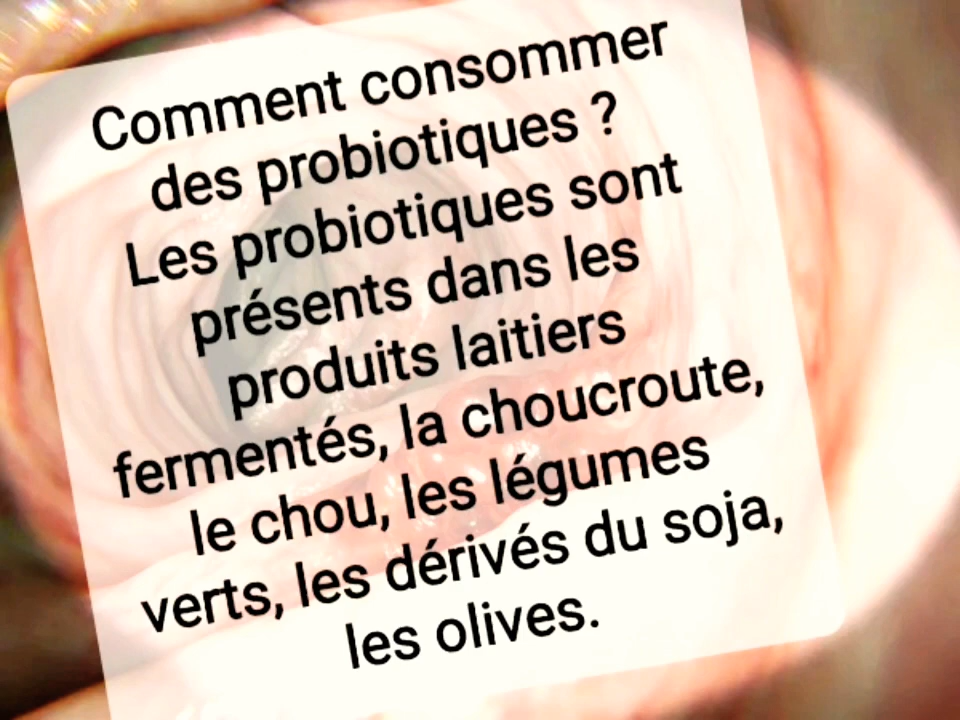 Comment consommer
des probiotiques ?
Les probiotiques sont
présents dans les
produits laitiers
fermentés, la choucroute,
le chou, les légumes
verts, les dérivés du soja,
les olives.